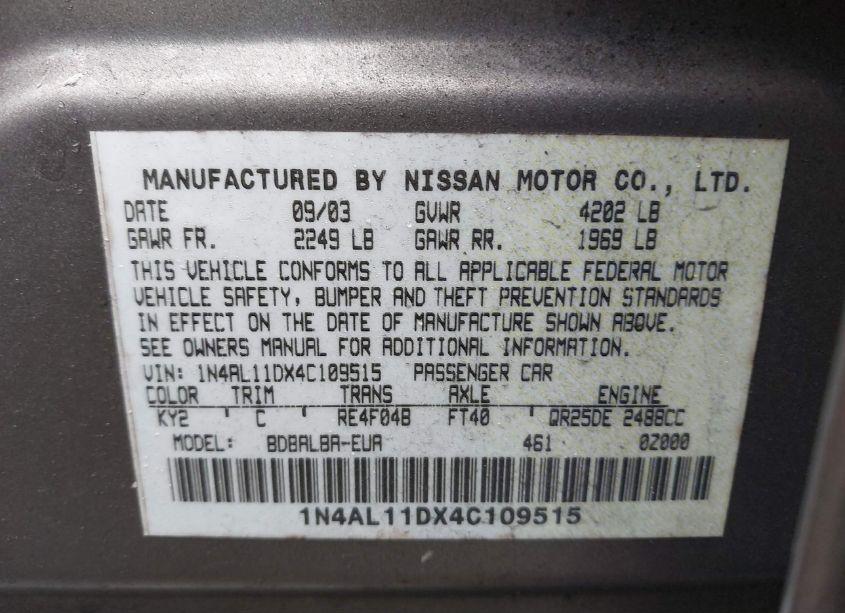 MANUFACTURED BY NISSAN MOTOR CO., LTD.
DATE 09/03 GVWR 4202 LB
GAWR FR. 2249 LB GAWR RR. 1969 LB
THIS VEHICLE CONFORMS TO ALL APPLICABLE FEDERAL MOTOR
VEHICLE SAFETY, BUMPER AND THEFT PREVENTION STANDARDS
IN EFFECT ON THE DATE OF MANUFACTURE SHOWN ABOVE.
SEE OWNERS MANUAL FOR ADDITIONAL INFORMATION.
VIN: 1N4AL11DX4C109515 PASSENGER CAR
COLOR TRIM TRANS AXLE ENGINE
KY2 ' C RE4F04B FT40 QR25DE 2488CC
MODEL: BDBALBA-EUA 461 0Z000
1N4AL11DX4C109515